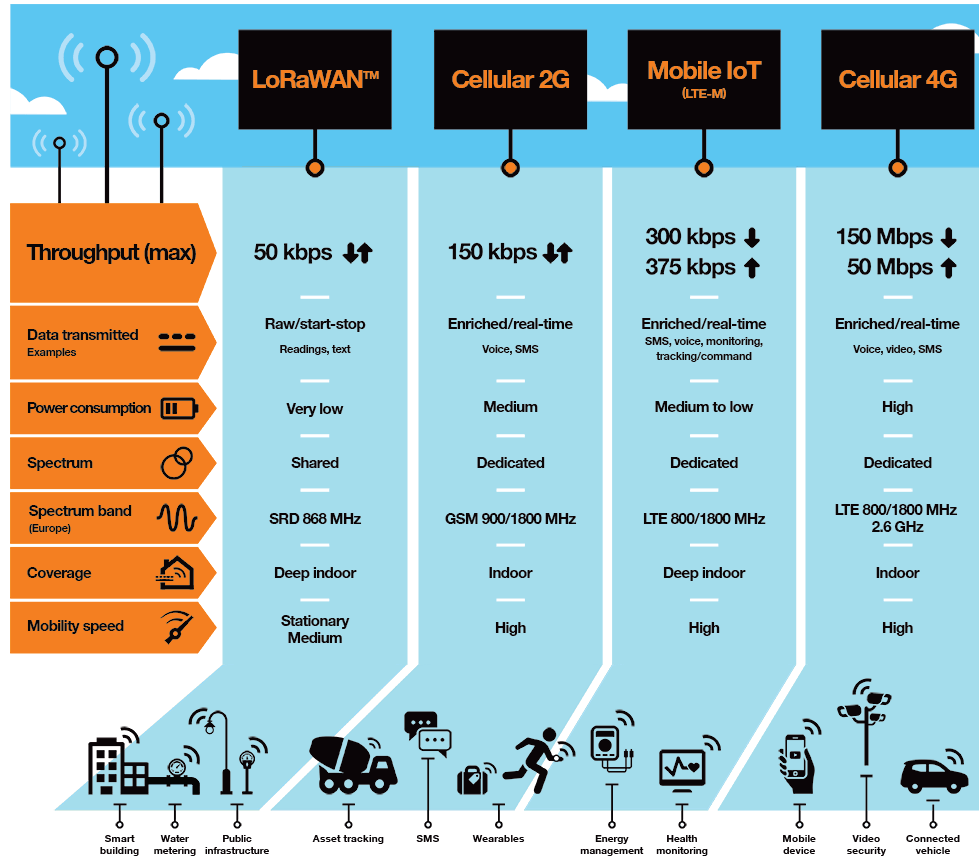 LoRaWAN™
Cellular 2G
Mobile IoT
(LTE-M)
Cellular 4G
Throughput (max)
50 kbps
150 kbps
300 kbps
375 kbps
150 Mbps
50 Mbps
Data transmitted
Examples
Raw/start-stop
Readings, text
Enriched/real-time
Voice, SMS
Enriched/real-time
SMS, voice, monitoring,
tracking/command
Enriched/real-time
Voice, video, SMS
Power consumption
Very low
Medium
Medium to low
High
Spectrum
Shared
Dedicated
Dedicated
Dedicated
Spectrum band
(Europe)
SRD 868 MHz
GSM 900/1800 MHz
LTE 800/1800 MHz
LTE 800/1800 MHz
2.6 GHz
Coverage
Deep indoor
Indoor
Deep indoor
Indoor
Mobility speed
Stationary
Medium
High
High
High
Smart
building
Water
metering
Public
infrastructure
Asset tracking
SMS
Wearables
Energy
management
Health
monitoring
Mobile
device
Video
security
Connected
vehicle